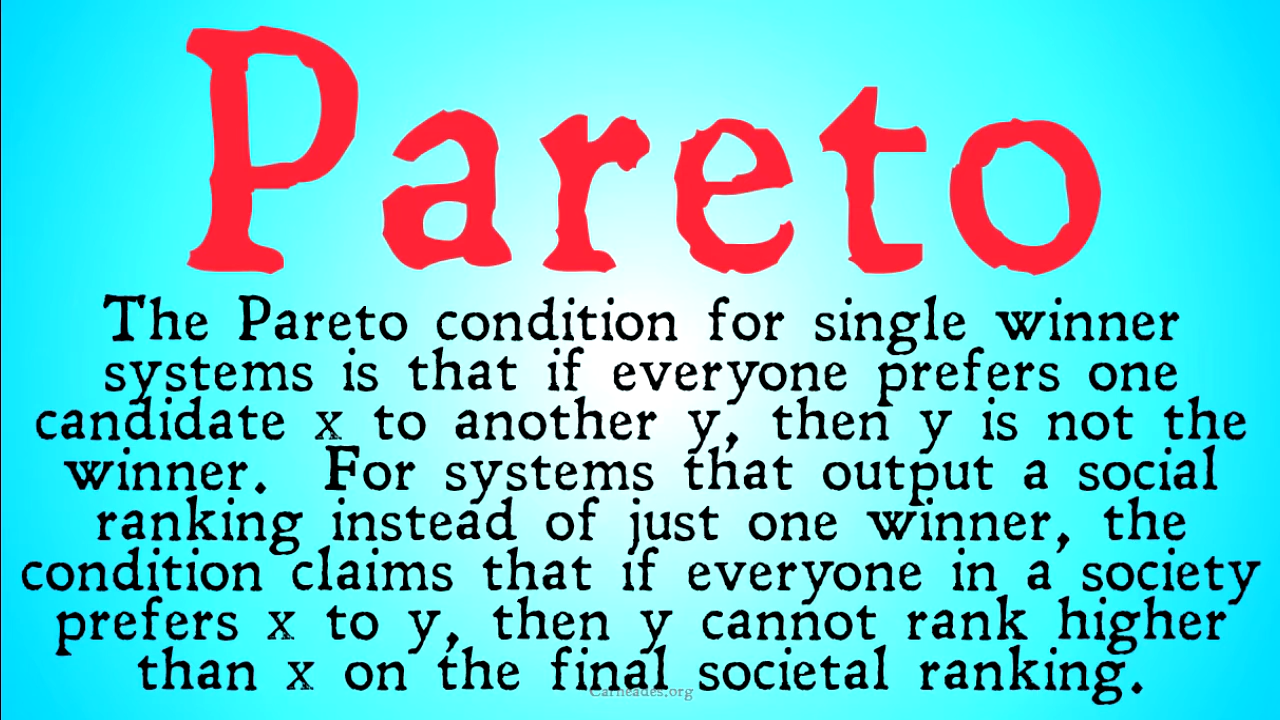 Pareto
The Pareto condition for single winner
systems is that if everyone prefers one
candidate x to another y, then y is not the
winner.  For systems that output a social
ranking instead of just one winner, the
condition claims that if everyone in a society
prefers x to y, then y cannot rank higher
than x on the final societal ranking.
Carneades.org